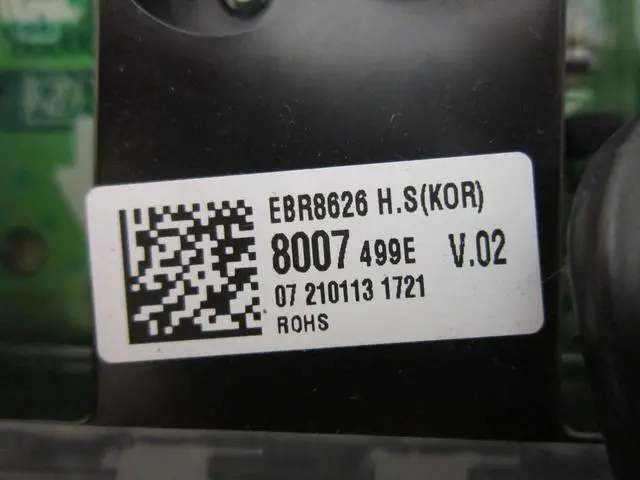 EBR8626 H.S(KOR)
8007 499E V.02
07 210113 1721
ROHS